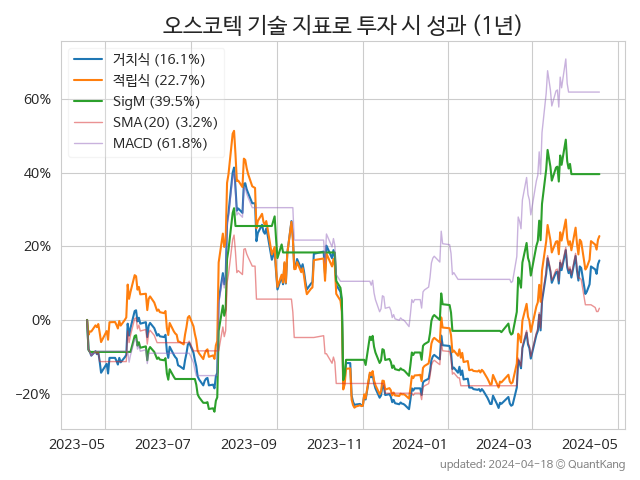 오스코텍 기술 지표로 투자 시 성과 (1년)
거치식 (16.1%)
적립식 (22.7%)
SigM (39.5%)
SMA(20) (3.2%)
MACD (61.8%)
60%
40%
20%
0%
−20%
2023-05 2023-07 2023-09 2023-11 2024-01 2024-03 2024-05
updated: 2024-04-18 © QuantKang